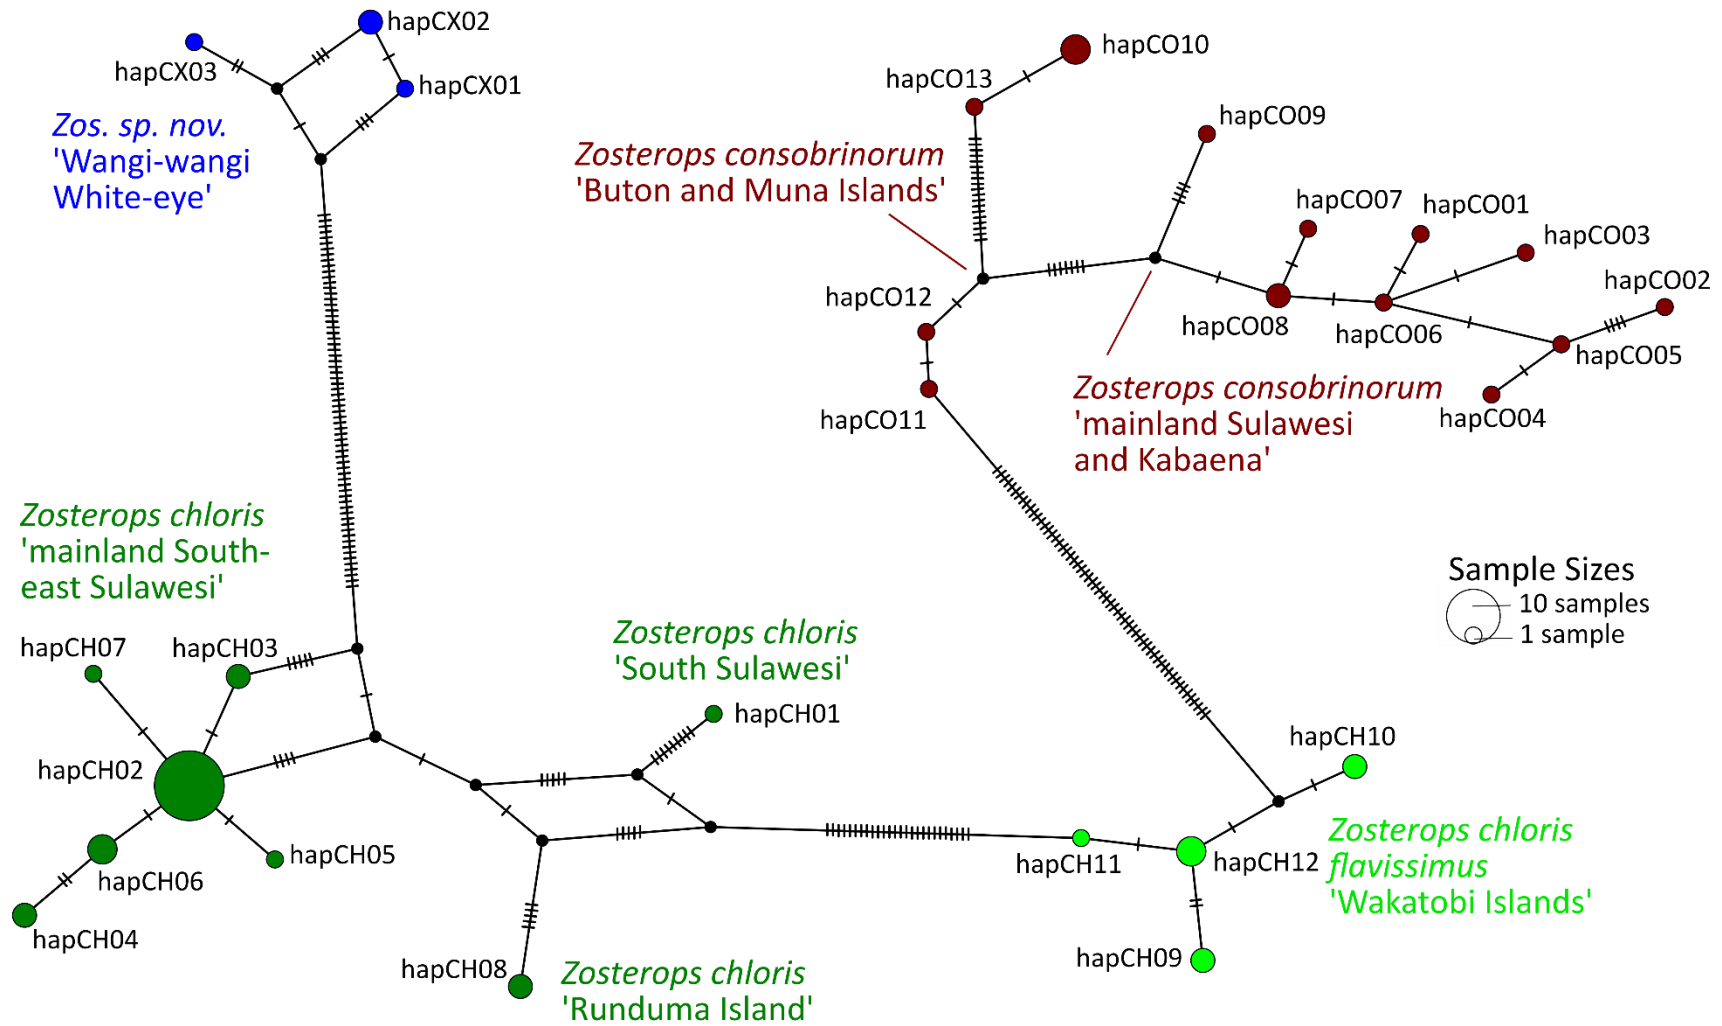 hapCX02
hapCX03
hapCX01
Zos. sp. nov.
'Wangi-wangi
White-eye'
hapCO10
hapCO13
hapCO09
Zosterops consobrinorum
'Buton and Muna Islands'
hapCO07
hapCO01
hapCO03
hapCO02
hapCO12
hapCO08
hapCO06
hapCO05
hapCO04
hapCO11
Zosterops consobrinorum
'mainland Sulawesi
and Kabaena'
Zosterops chloris
'mainland South-
east Sulawesi'
Sample Sizes
10 samples
1 sample
hapCH07
hapCH03
Zosterops chloris
'South Sulawesi'
hapCH01
hapCH02
hapCH10
hapCH05
hapCH06
hapCH11
hapCH12
Zosterops chloris
flavissimus
'Wakatobi Islands'
hapCH04
hapCH09
hapCH08
Zosterops chloris
'Runduma Island'